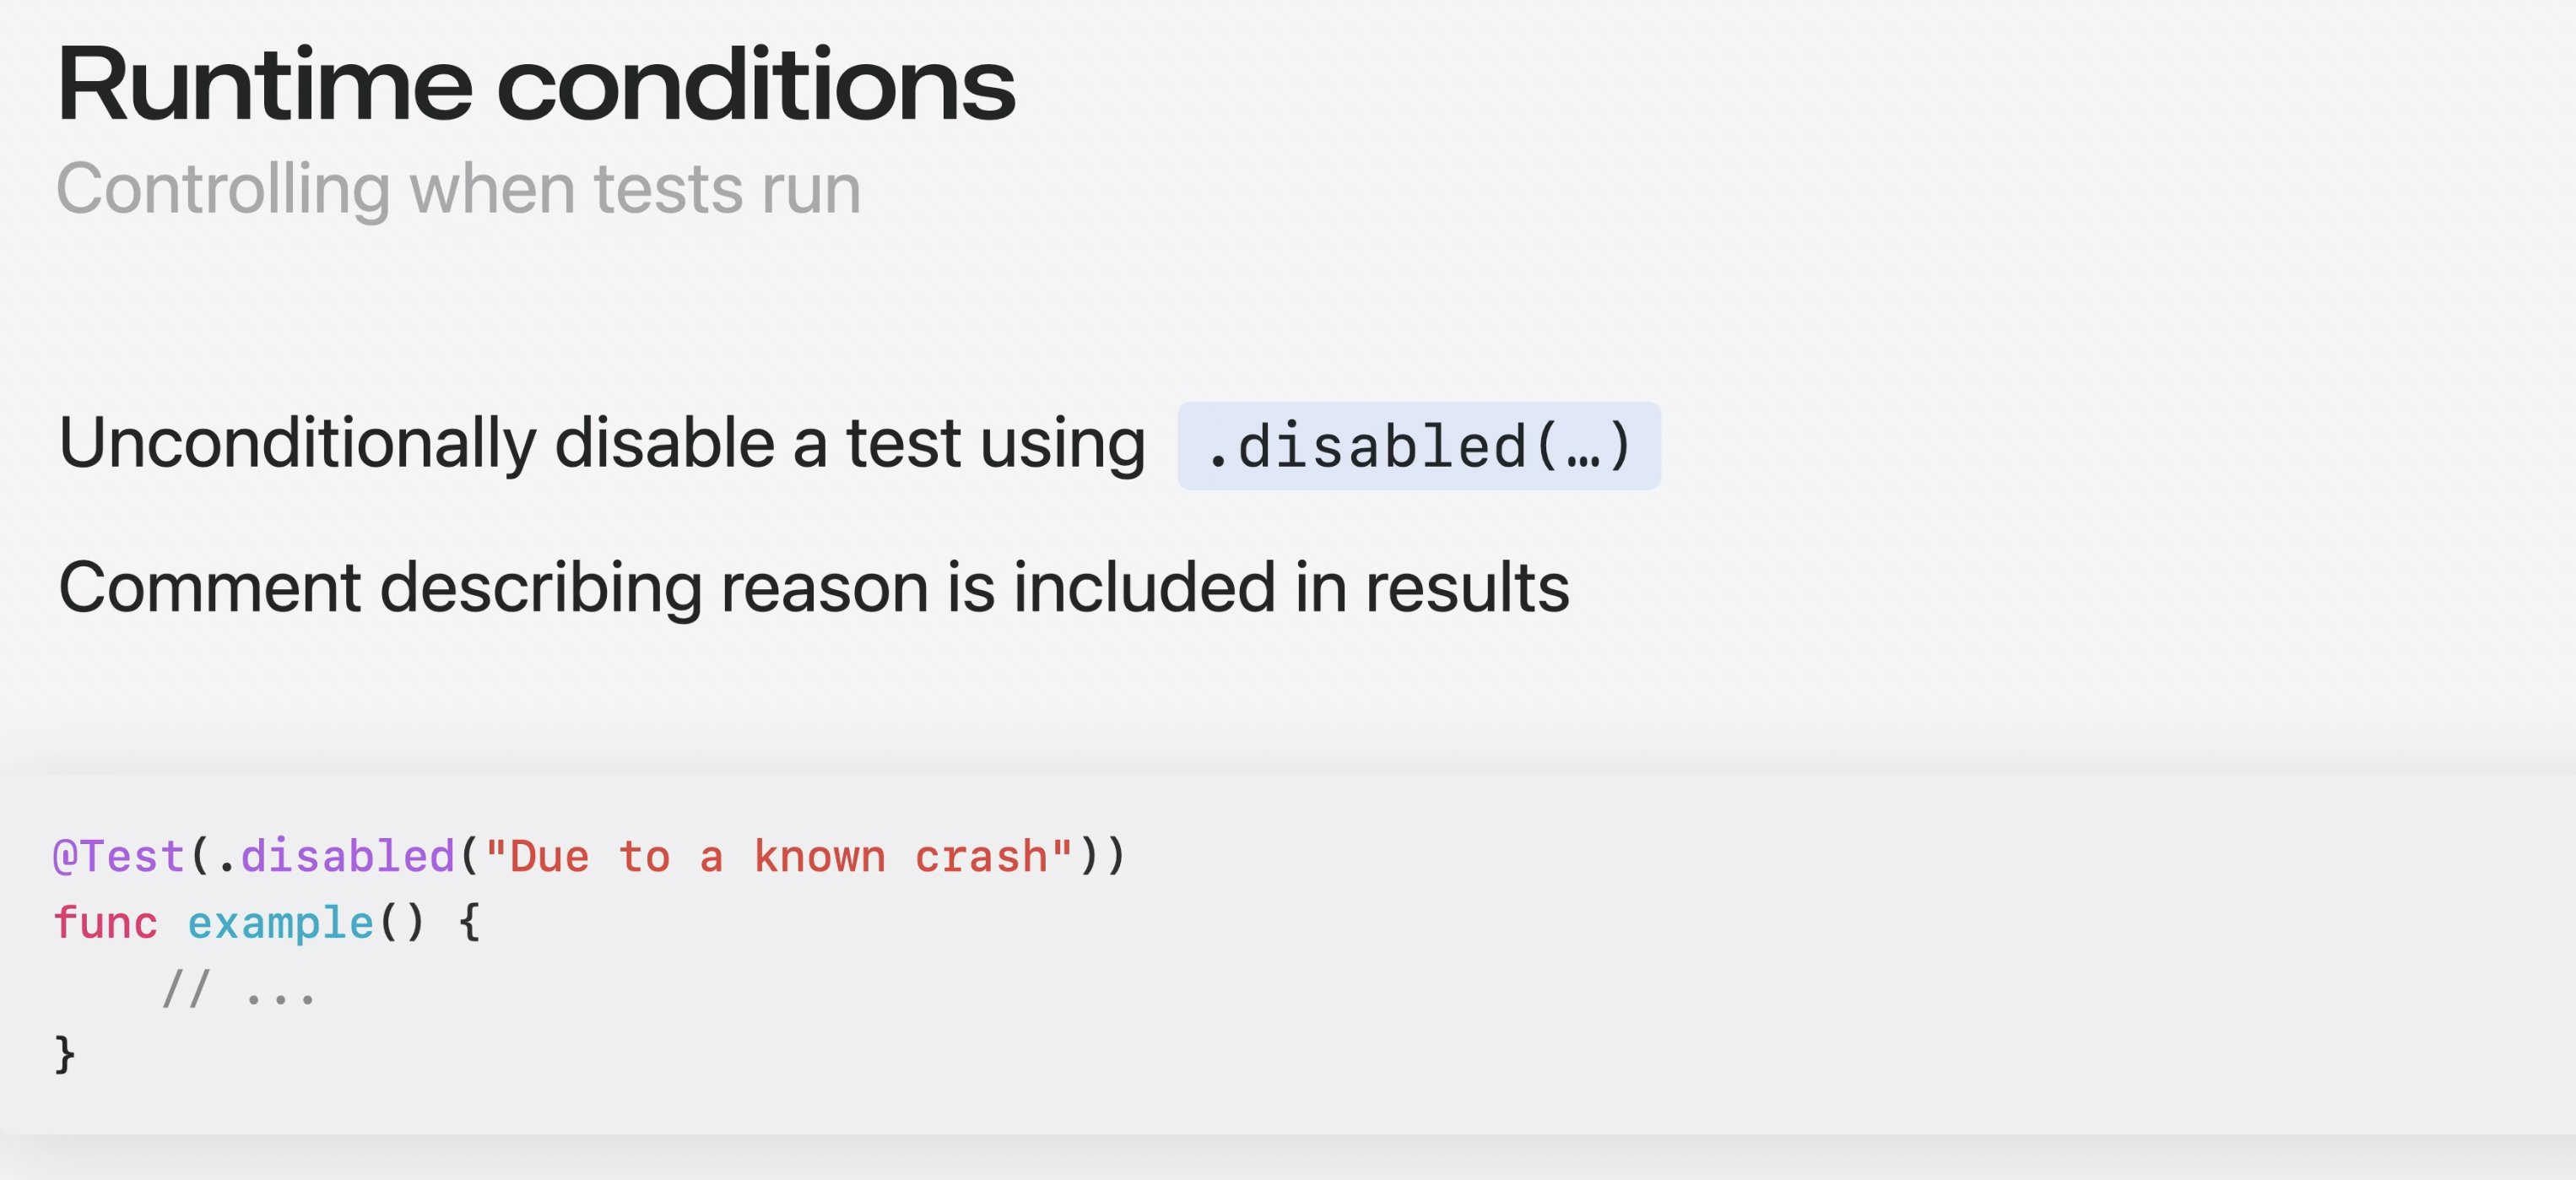 Runtime conditions
Controlling when tests run
Unconditionally disable a test using .disabled(…)
Comment describing reason is included in results
@Test(.disabled("Due to a known crash"))
func example() {
    // ...
}